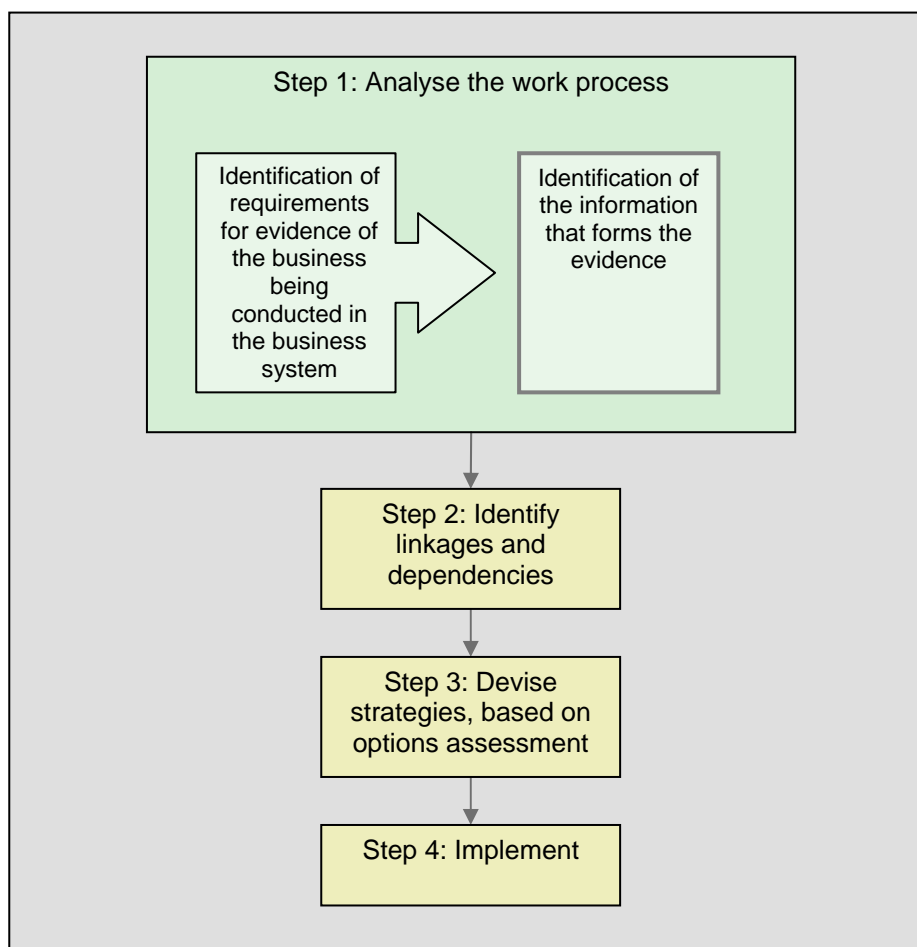 Step 1: Analyse the work process
Identification of
requirements
for evidence of
the business
being
conducted in
the business
system
Identification of
the information
that forms the
evidence
Step 2: Identify
linkages and
dependencies
Step 3: Devise
strategies, based on
options assessment
Step 4: Implement